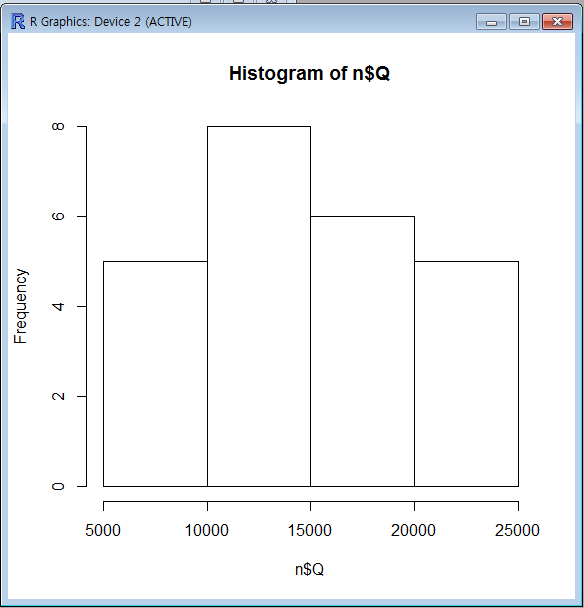 R Graphics: Device 2 (ACTIVE)
Histogram of n$Q
Frequency
8
6
4
2
0
5000 10000 15000 20000 25000
n$Q